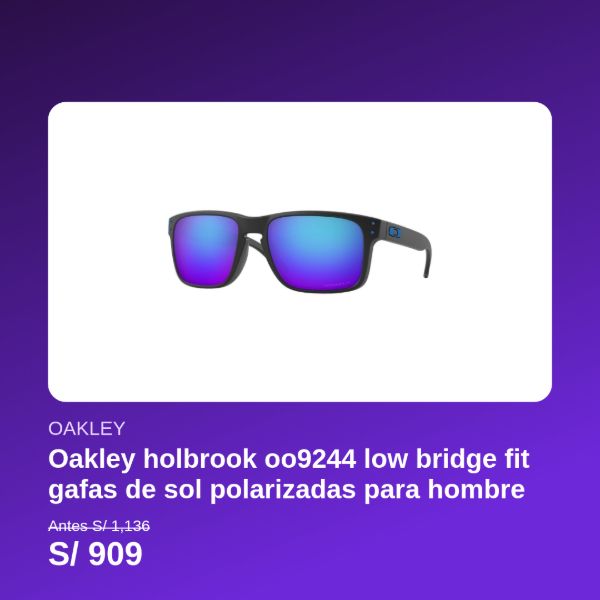 OAKLEY
Oakley holbrook oo9244 low bridge fit
gafas de sol polarizadas para hombre
Antes S/ 1,136
S/ 909